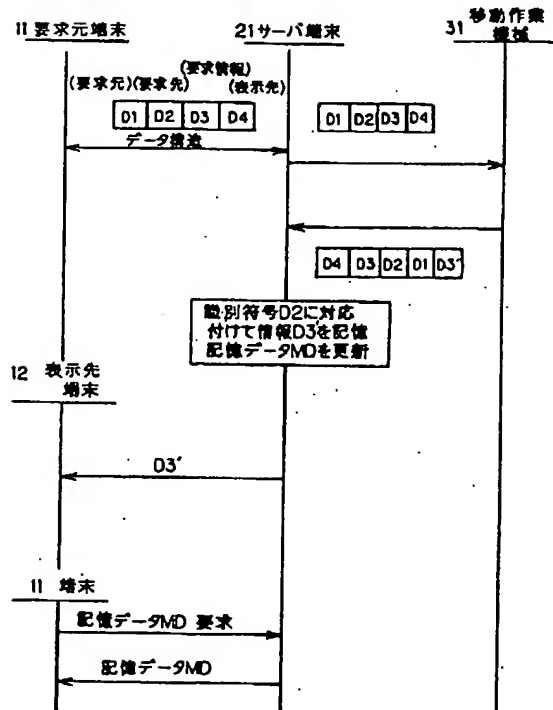 11 要求元端末
21 サーバ端末
31 移動作業
機械
(要求元)(要求先)
(要求情報)
(表示先)
D1 D2 D3 D4
データ構造
D1 D2 D3 D4
D4 D3 D2 D1 D3'
識別符号D2に対応
付けて情報D3を記憶
記憶データMDを更新
12 表示先
端末
D3'
11 端末
記憶データMD 要求
記憶データMD